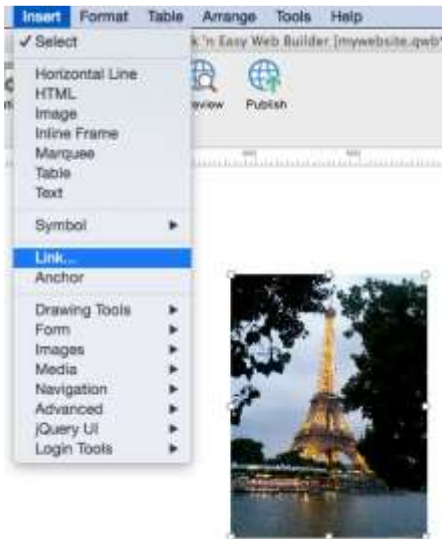 Insert Format Table Arrange Tools Help
✓ Select
k 'n Easy Web Builder [mywebsite.qwb*
Horizontal Line
HTML
Image
Inline Frame
Marquee
Table
Text
eview Publish
Symbol
Link...
Anchor
Drawing Tools
Form
Images
Media
Navigation
Advanced
jQuery UI
Login Tools